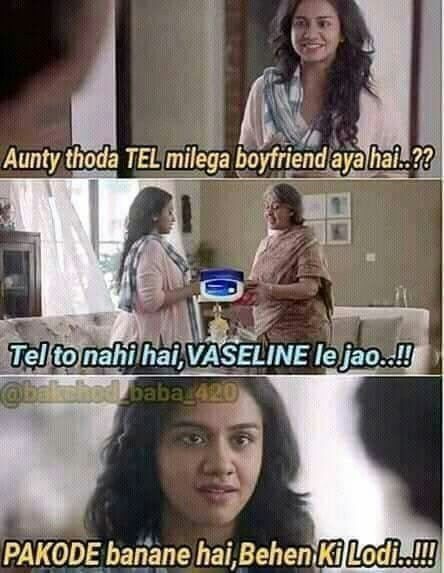 Aunty thoda TEL milega boyfriend aya hai..??
Tel to nahi hai,VASELINE le jao..!!
@bakchod_baba_420
PAKODE banane hai,Behen Ki Lodi..!!!